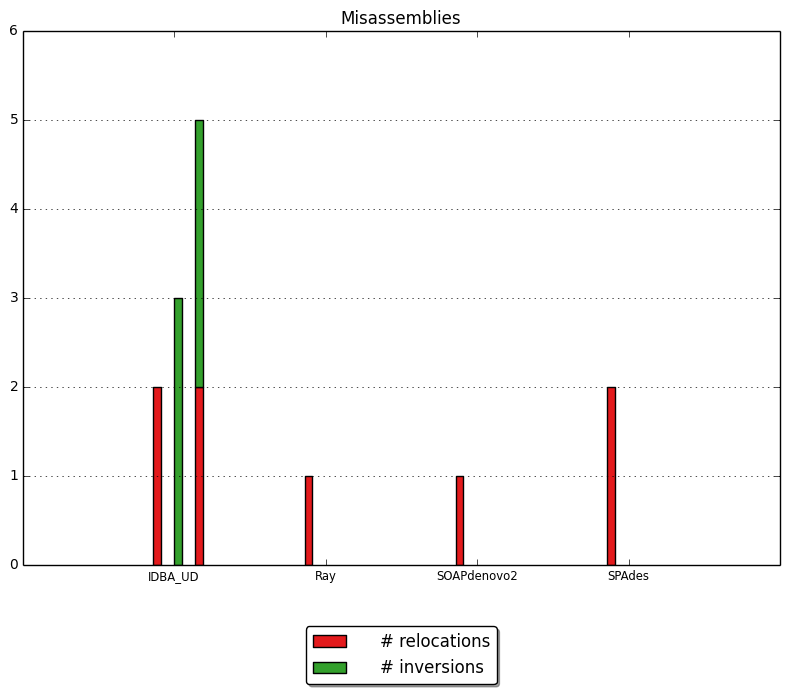 Misassemblies
6
5
4
3
2
1
0
IDBA_UD Ray SOAPdenovo2 SPAdes
# relocations
# inversions